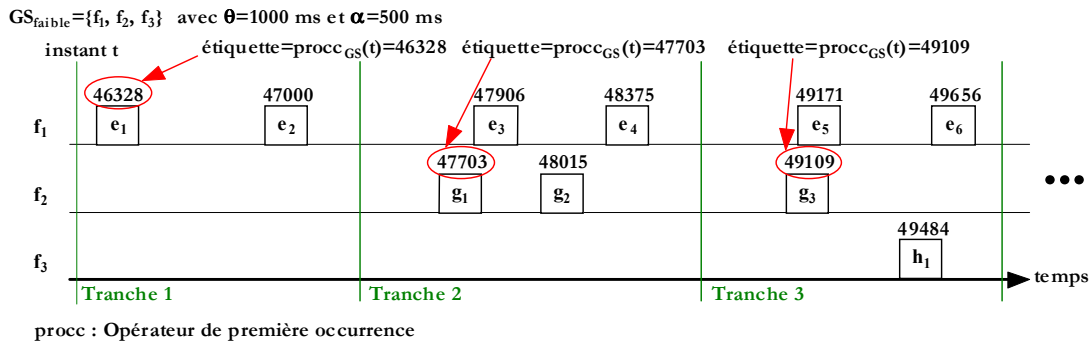 GSfaible={f1, f2, f3} avec θ=1000 ms et α=500 ms
instant t
étiquette=proccGS(t)=46328
étiquette=proccGS(t)=47703
étiquette=proccGS(t)=49109
46328
47000
47906
48375
49171
49656
f1
e1
e2
e3
e4
e5
e6
47703
48015
49109
f2
g1
g2
g3
•••
49484
f3
h1
temps
Tranche 1
Tranche 2
Tranche 3
procc : Opérateur de première occurrence